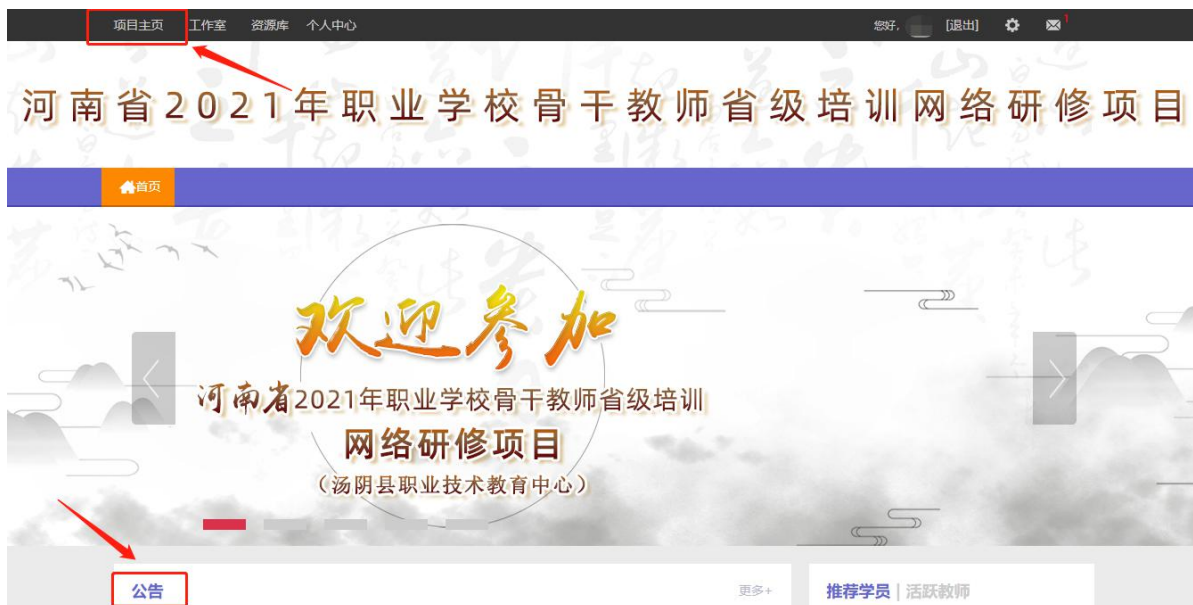 项目主页 工作室 资源库 个人中心 您好, [退出] 1
河南省2021年职业学校骨干教师省级培训网络研修项目
首页
欢迎参加
河南省2021年职业学校骨干教师省级培训
网络研修项目
（汤阴县职业技术教育中心）
公告 更多+ 推荐学员 | 活跃教师